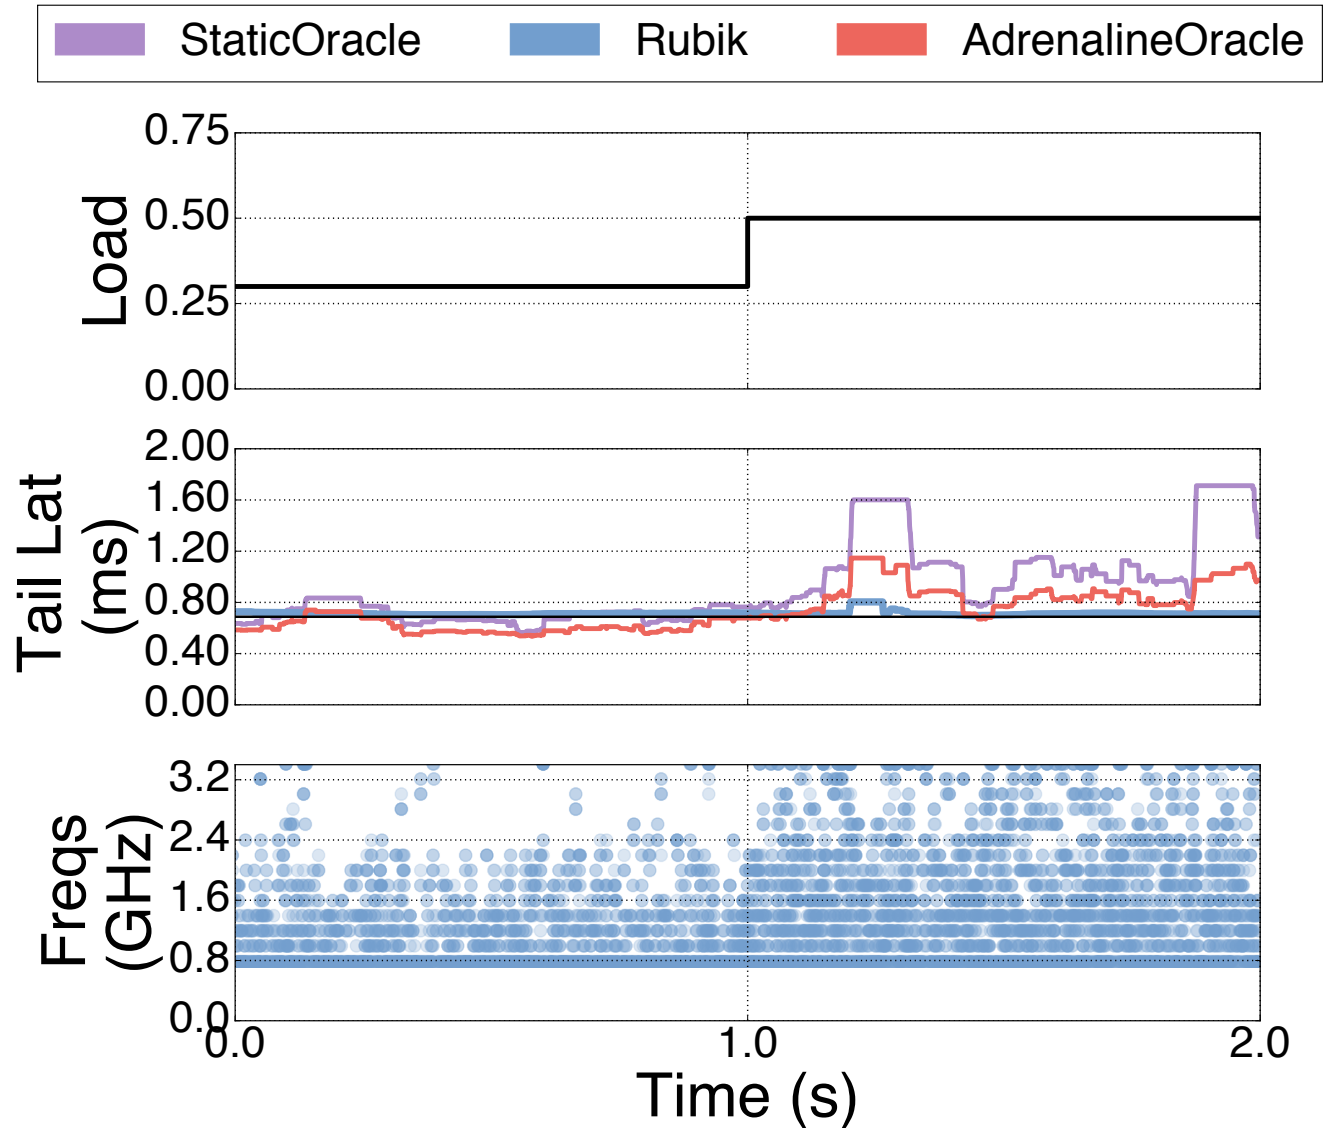 StaticOracle Rubik AdrenalineOracle
0.75
0.50
0.25
0.00
Load
2.00
1.60
1.20
0.80
0.40
0.00
Tail Lat
(ms)
3.2
2.4
1.6
0.8
0.0
Freqs
(GHz)
0.0 1.0 2.0
Time (s)